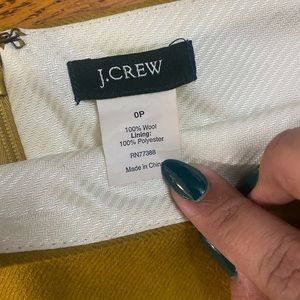 J.CREW
0P
100% Wool
Lining:
100% Polyester
RN77388
Made in China